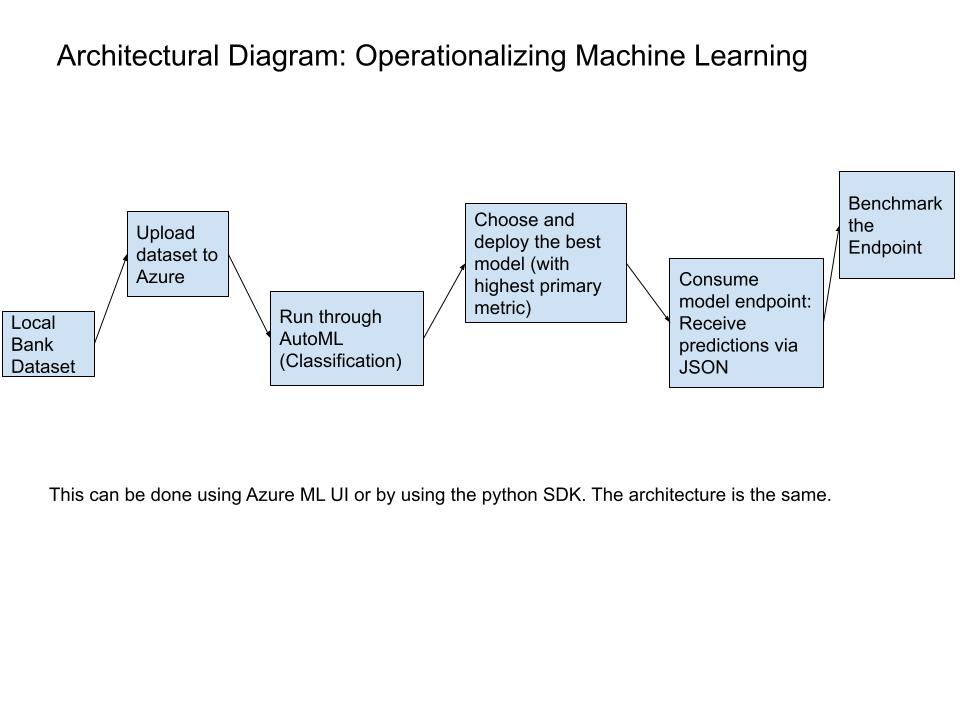 Architectural Diagram: Operationalizing Machine Learning
Local
Bank
Dataset
Upload
dataset to
Azure
Run through
AutoML
(Classification)
Choose and
deploy the best
model (with
highest primary
metric)
Consume
model endpoint:
Receive
predictions via
JSON
Benchmark
the
Endpoint
This can be done using Azure ML UI or by using the python SDK. The architecture is the same.